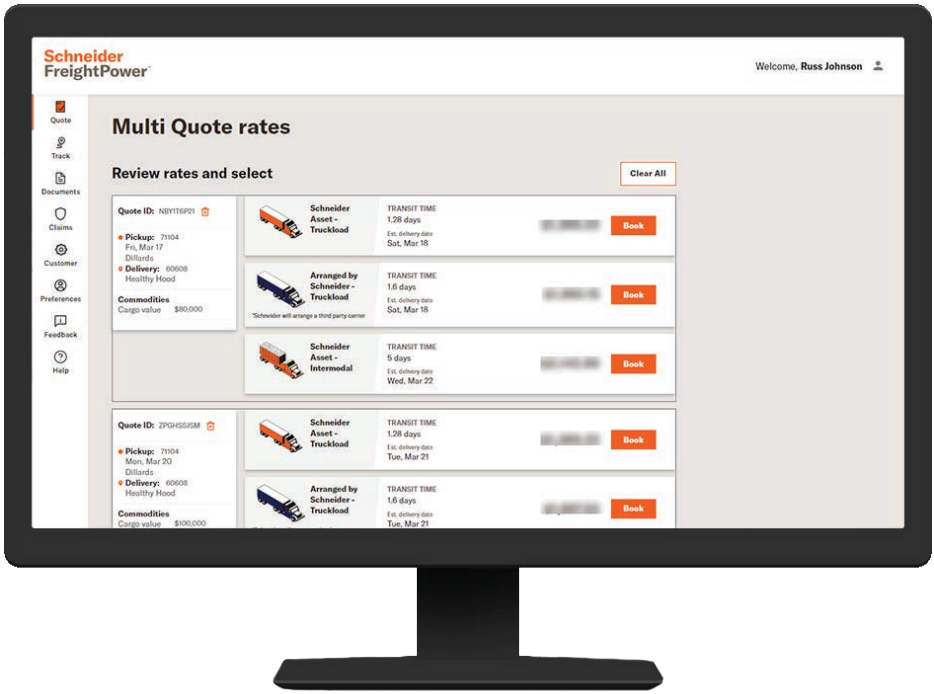 Schneider
FreightPower
Welcome, Russ Johnson
Quote
Track
Documents
Claims
Customer
Preferences
Feedback
Help
Multi Quote rates
Review rates and select
Clear All
Quote ID: NBY1T6P21
Pickup: 71104
Fri, Mar 17
Dillards
Delivery: 60608
Healthy Hood
Commodities
Cargo value $80,000
Schneider
Asset -
Truckload
TRANSIT TIME
1.28 days
Est. delivery date
Sat, Mar 18
Book
Arranged by
Schneider -
Truckload
*Schneider will arrange a third party carrier
TRANSIT TIME
1.6 days
Est. delivery date
Sat, Mar 18
Book
Schneider
Asset -
Intermodal
TRANSIT TIME
5 days
Est. delivery date
Wed, Mar 22
Book
Quote ID: ZPGHSSJSM
Pickup: 71104
Mon, Mar 20
Dillards
Delivery: 60608
Healthy Hood
Commodities
Cargo value $100,000
Schneider
Asset -
Truckload
TRANSIT TIME
1.28 days
Est. delivery date
Tue, Mar 21
Book
Arranged by
Schneider -
Truckload
TRANSIT TIME
1.6 days
Est. delivery date
Tue, Mar 21
Book